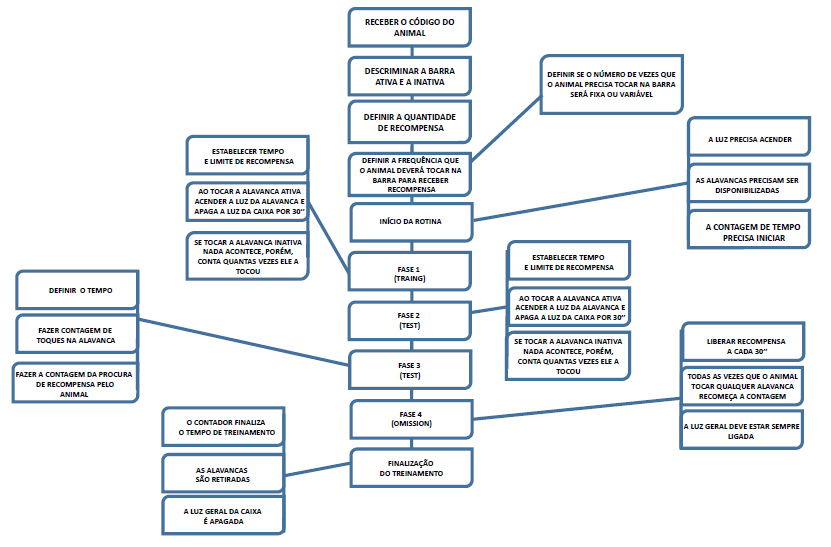 RECEBER O CÓDIGO DO
ANIMAL
DESCRIMINAR A BARRA
ATIVA E A INATIVA
DEFINIR A QUANTIDADE
DE RECOMPENSA
DEFINIR A FREQUÊNCIA QUE
O ANIMAL DEVERÁ TOCAR NA
BARRA PARA RECEBER
RECOMPENSA
DEFINIR SE O NÚMERO DE VEZES QUE
O ANIMAL PRECISA TOCAR NA BARRA
SERÁ FIXA OU VARIÁVEL
INÍCIO DA ROTINA
A LUZ PRECISA ACENDER
AS ALAVANCAS PRECISAM SER
DISPONIBILIZADAS
A CONTAGEM DE TEMPO
PRECISA INICIAR
FASE 1
(TRAING)
ESTABELECER TEMPO
E LIMITE DE RECOMPENSA
AO TOCAR A ALAVANCA ATIVA
ACENDER A LUZ DA ALAVANCA E
APAGA A LUZ DA CAIXA POR 30”
SE TOCAR A ALAVANCA INATIVA
NADA ACONTECE, PORÉM,
CONTA QUANTAS VEZES ELE A
TOCOU
FASE 2
(TEST)
ESTABELECER TEMPO
E LIMITE DE RECOMPENSA
AO TOCAR A ALAVANCA ATIVA
ACENDER A LUZ DA ALAVANCA E
APAGA A LUZ DA CAIXA POR 30”
SE TOCAR A ALAVANCA INATIVA
NADA ACONTECE, PORÉM,
CONTA QUANTAS VEZES ELE A
TOCOU
FASE 3
(TEST)
DEFINIR O TEMPO
FAZER CONTAGEM DE
TOQUES NA ALAVANCA
FAZER A CONTAGEM DA PROCURA
DE RECOMPENSA PELO
ANIMAL
FASE 4
(OMISSION)
LIBERAR RECOMPENSA
A CADA 30”
TODAS AS VEZES QUE O ANIMAL
TOCAR QUALQUER ALAVANCA
RECOMEÇA A CONTAGEM
A LUZ GERAL DEVE ESTAR SEMPRE
LIGADA
FINALIZAÇÃO
DO TREINAMENTO
O CONTADOR FINALIZA
O TEMPO DE TREINAMENTO
AS ALAVANCAS
SÃO RETIRADAS
A LUZ GERAL DA CAIXA
É APAGADA